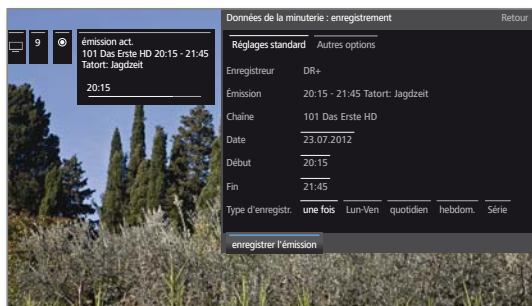 9
émission act.
101 Das Erste HD 20:15 - 21:45
Tatort: Jagdzeit
20:15
Données de la minuterie : enregistrement Retour
Réglages standard Autres options
Enregistreur DR+
Émission 20:15 - 21:45 Tatort: Jagdzeit
Chaîne 101 Das Erste HD
Date 23.07.2012
Début 20:15
Fin 21:45
Type d'enregistr. une fois Lun-Ven quotidien hebdom. Série
enregistrer l'émission